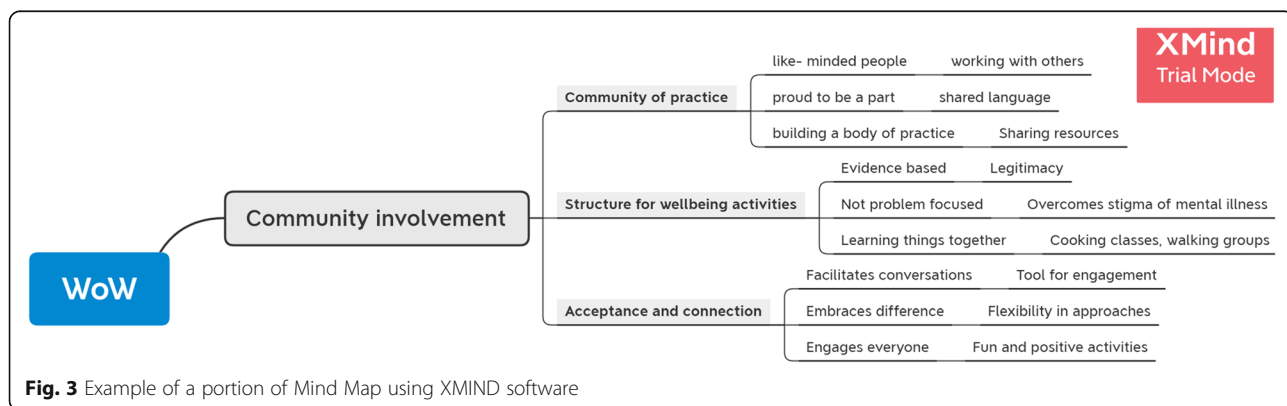 XMind
Trial Mode
WoW
Community involvement
Community of practice
like- minded people
working with others
proud to be a part
shared language
building a body of practice
Sharing resources
Structure for wellbeing activities
Evidence based
Legitimacy
Not problem focused
Overcomes stigma of mental illness
Learning things together
Cooking classes, walking groups
Acceptance and connection
Facilitates conversations
Tool for engagement
Embraces difference
Flexibility in approaches
Engages everyone
Fun and positive activities
Fig. 3 Example of a portion of Mind Map using XMIND software